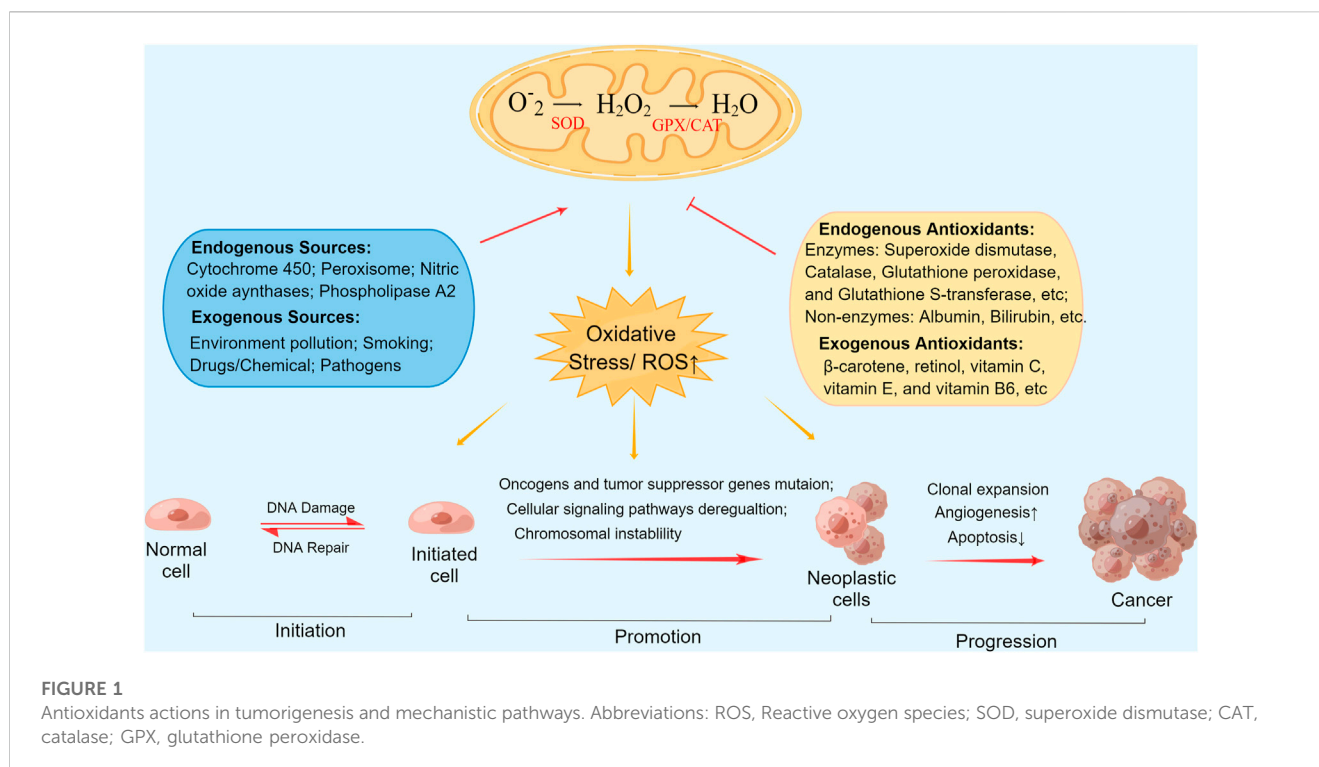 O⁻₂ → H₂O₂ → H₂O
SOD GPX/CAT
Endogenous Sources:
Cytochrome 450; Peroxisome; Nitric
oxide aynthases; Phospholipase A2
Exogenous Sources:
Environment pollution; Smoking;
Drugs/Chemical; Pathogens
Endogenous Antioxidants:
Enzymes: Superoxide dismutase,
Catalase, Glutathione peroxidase,
and Glutathione S-transferase, etc;
Non-enzymes: Albumin, Bilirubin, etc.
Exogenous Antioxidants:
β-carotene, retinol, vitamin C,
vitamin E, and vitamin B6, etc
Oxidative
Stress/ ROS↑
DNA Damage
DNA Repair
Normal
cell
Initiated
cell
Oncogens and tumor suppressor genes mutaion;
Cellular signaling pathways deregualtion;
Chromosomal instablility
Neoplastic
cells
Clonal expansion
Angiogenesis↑
Apoptosis↓
Cancer
Initiation
Promotion
Progression
FIGURE 1
Antioxidants actions in tumorigenesis and mechanistic pathways. Abbreviations: ROS, Reactive oxygen species; SOD, superoxide dismutase; CAT,
catalase; GPX, glutathione peroxidase.